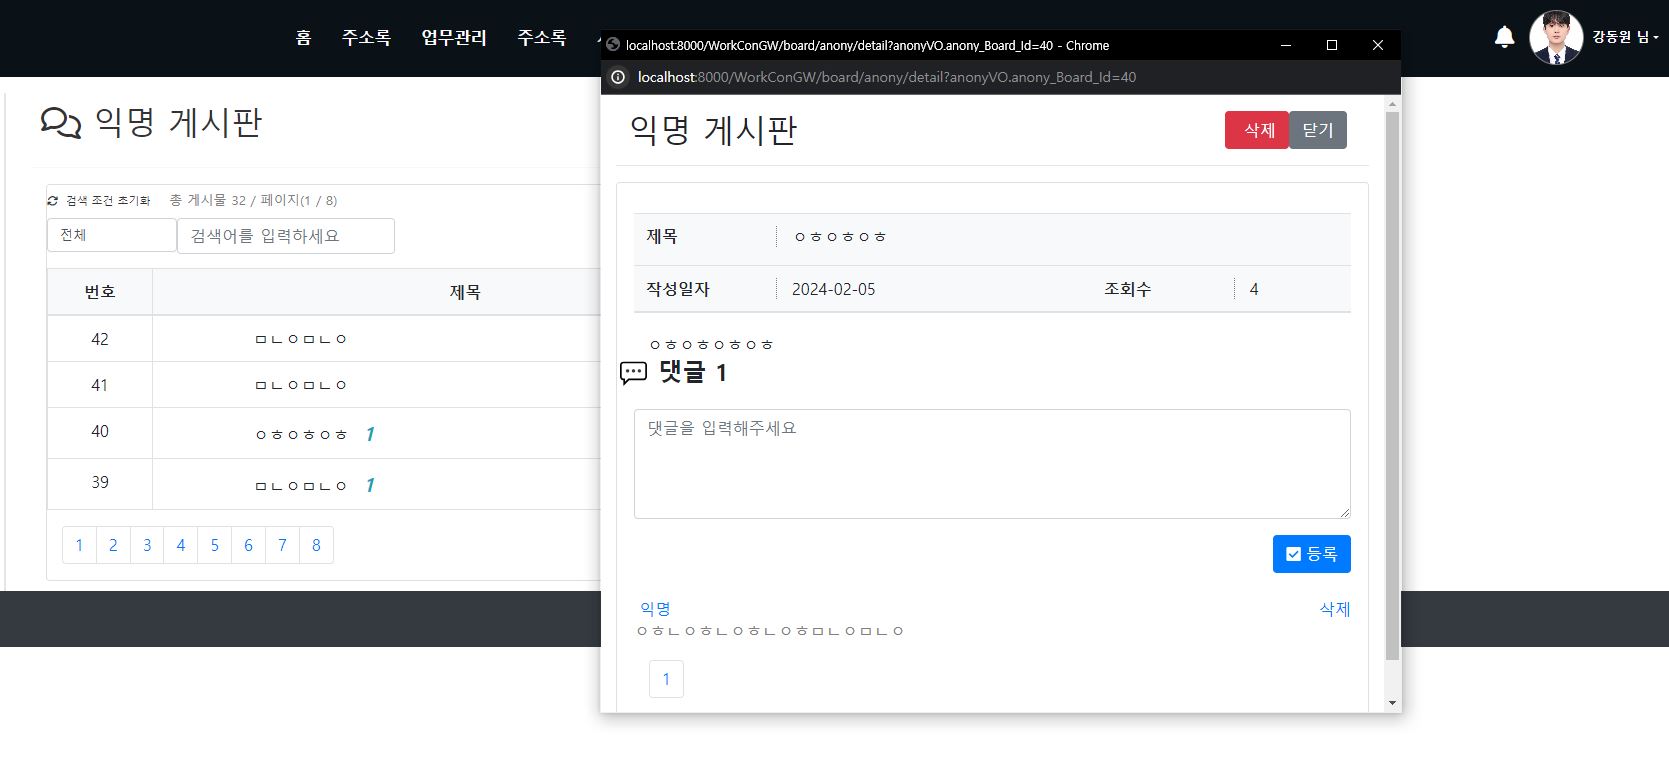 홈 주소록 업무관리 주소록
강동원 님
익명 게시판
검색 조건 초기화 총 게시물 32 / 페이지(1 / 8)
전체 검색어를 입력하세요
번호 제목
42 ㅁㄴㅇㅁㄴㅇ
41 ㅁㄴㅇㅁㄴㅇ
40 ㅇㅎㅇㅎㅇㅎ 1
39 ㅁㄴㅇㅁㄴㅇ 1
1 2 3 4 5 6 7 8
localhost:8000/WorkConGW/board/anony/detail?anonyVO.anony_Board_Id=40 - Chrome
localhost:8000/WorkConGW/board/anony/detail?anonyVO.anony_Board_Id=40
익명 게시판 삭제 닫기
제목 ㅇㅎㅇㅎㅇㅎ
작성일자 2024-02-05 조회수 4
ㅇㅎㅇㅎㅇㅎㅇㅎ
댓글 1
댓글을 입력해주세요
등록
익명 삭제
ㅇㅎㄴㅇㅎㄴㅇㅎㄴㅇㅎㅁㄴㅇㅁㄴㅇ
1